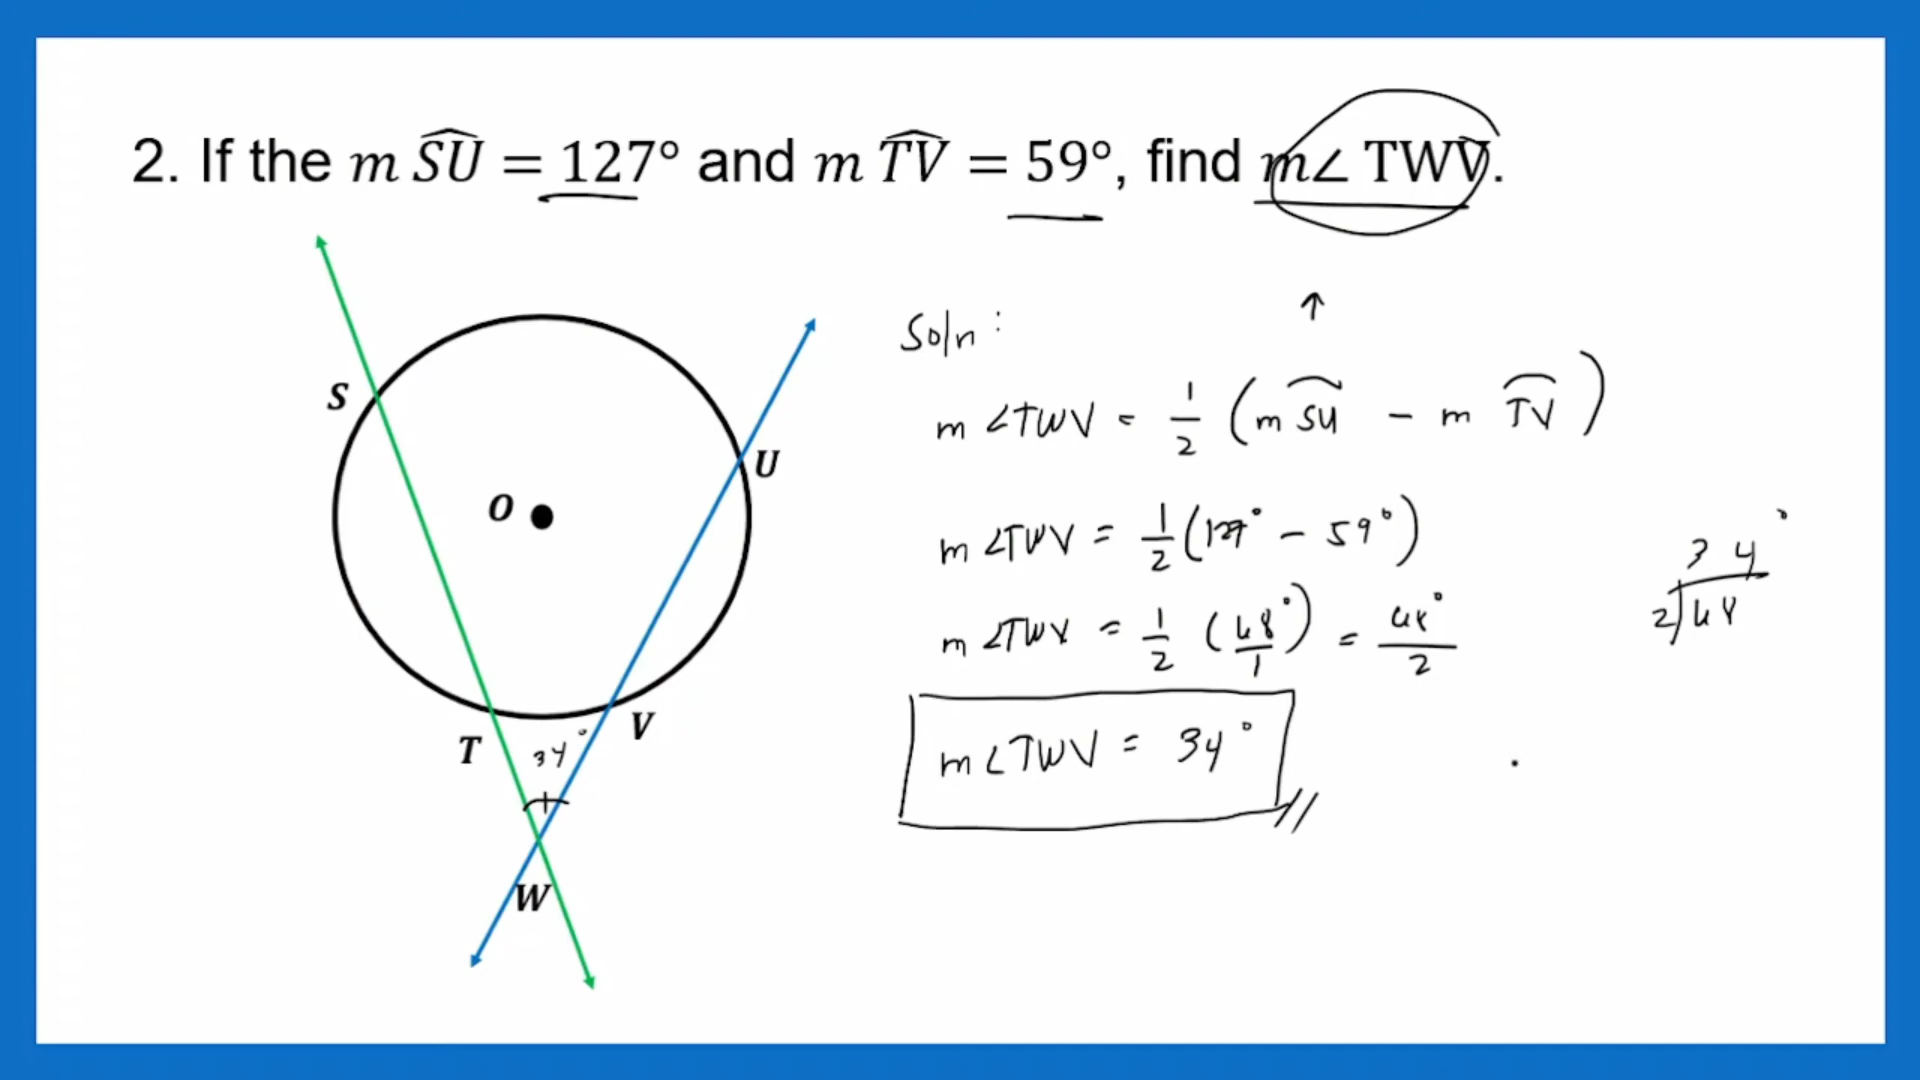 2. If the m SU = 127° and m TV = 59°, find m∠ TWV.
Soln :
m ∠TWV = 1/2 (m SU - m TV)
m ∠TWV = 1/2 (127° - 59°)
m ∠TWV = 1/2 (68°/1) = 68°/2
m∠TWV = 34°
34°
2)68
S
U
O
T
V
34°
W